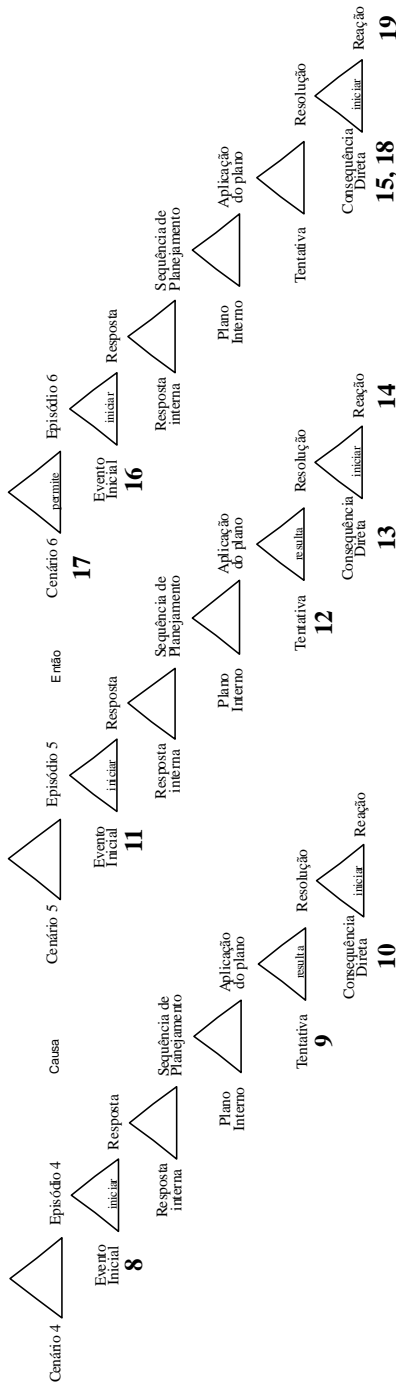 Cenário 4
Episódio 4
Evento
Inicial
8
iniciar
Resposta
Resposta
interna
Sequência de
Planejamento
Plano
Interno
Aplicação
do plano
Tentativa
9
resulta
Resolução
Consequência
Direta
10
iniciar
Reação
Causa
Cenário 5
Episódio 5
Evento
Inicial
11
iniciar
Resposta
Resposta
interna
Sequência de
Planejamento
Plano
Interno
Aplicação
do plano
Tentativa
12
resulta
Resolução
Consequência
Direta
13
iniciar
Reação
14
Então
Cenário 6
17
permite
Episódio 6
Evento
Inicial
16
iniciar
Resposta
Resposta
interna
Sequência de
Planejamento
Plano
Interno
Aplicação
do plano
Tentativa
Resolução
Consequência
Direta
15, 18
iniciar
Reação
19